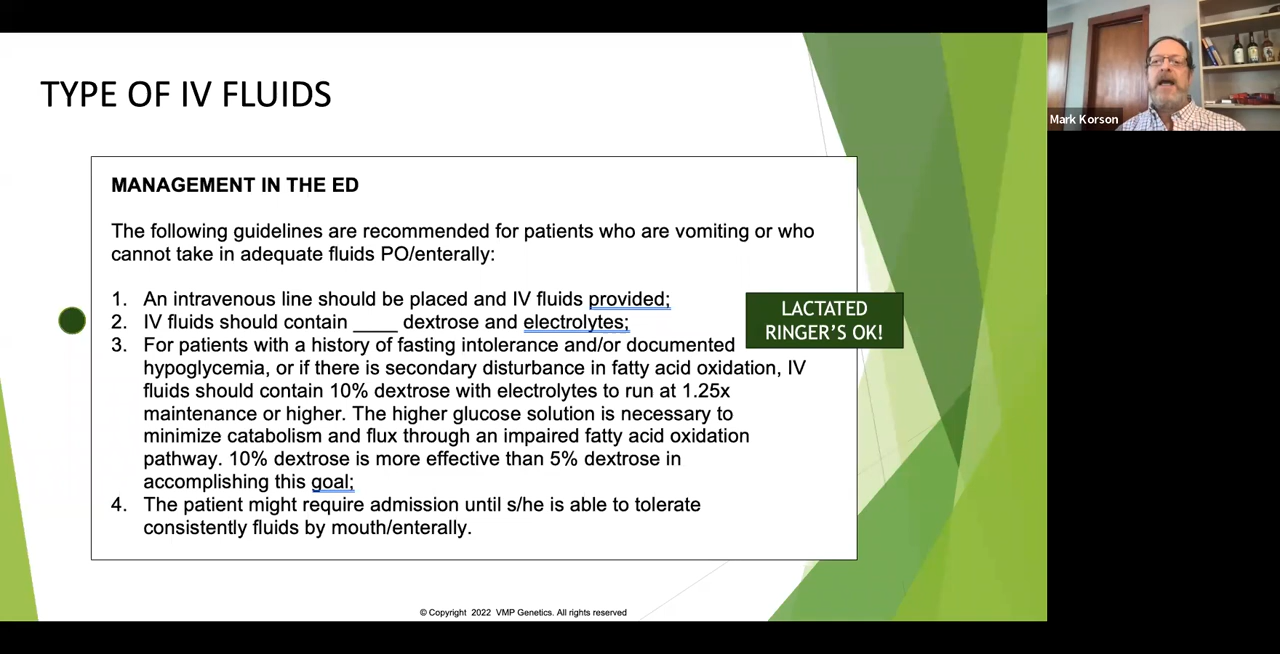 TYPE OF IV FLUIDS
MANAGEMENT IN THE ED
The following guidelines are recommended for patients who are vomiting or who
cannot take in adequate fluids PO/enterally:
1. An intravenous line should be placed and IV fluids provided;
2. IV fluids should contain ____ dextrose and electrolytes;
3. For patients with a history of fasting intolerance and/or documented
hypoglycemia, or if there is secondary disturbance in fatty acid oxidation, IV
fluids should contain 10% dextrose with electrolytes to run at 1.25x
maintenance or higher. The higher glucose solution is necessary to
minimize catabolism and flux through an impaired fatty acid oxidation
pathway. 10% dextrose is more effective than 5% dextrose in
accomplishing this goal;
4. The patient might require admission until s/he is able to tolerate
consistently fluids by mouth/enterally.
LACTATED
RINGER'S OK!
© Copyright 2022 VMP Genetics. All rights reserved
Mark Korson